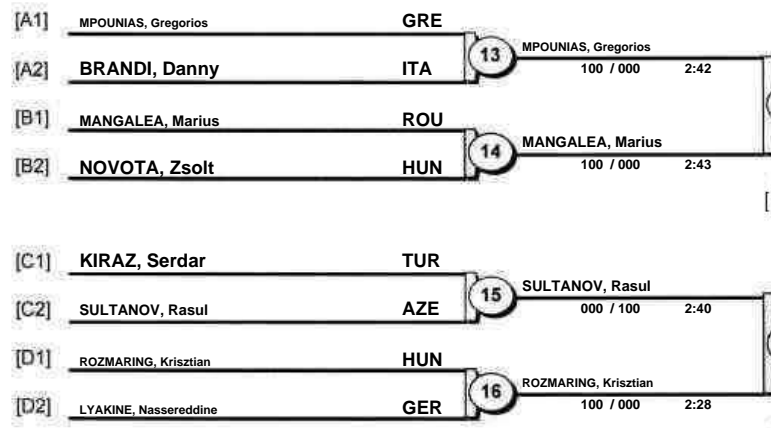 [A1] MPOUNIAS, Gregorios GRE
13 MPOUNIAS, Gregorios
[A2] BRANDI, Danny ITA
100 / 000 2:42
[B1] MANGALEA, Marius ROU
14 MANGALEA, Marius
[B2] NOVOTA, Zsolt HUN
100 / 000 2:43
[
[C1] KIRAZ, Serdar TUR
15 SULTANOV, Rasul
[C2] SULTANOV, Rasul AZE
000 / 100 2:40
[D1] ROZMARING, Krisztian HUN
16 ROZMARING, Krisztian
[D2] LYAKINE, Nassereddine GER
100 / 000 2:28